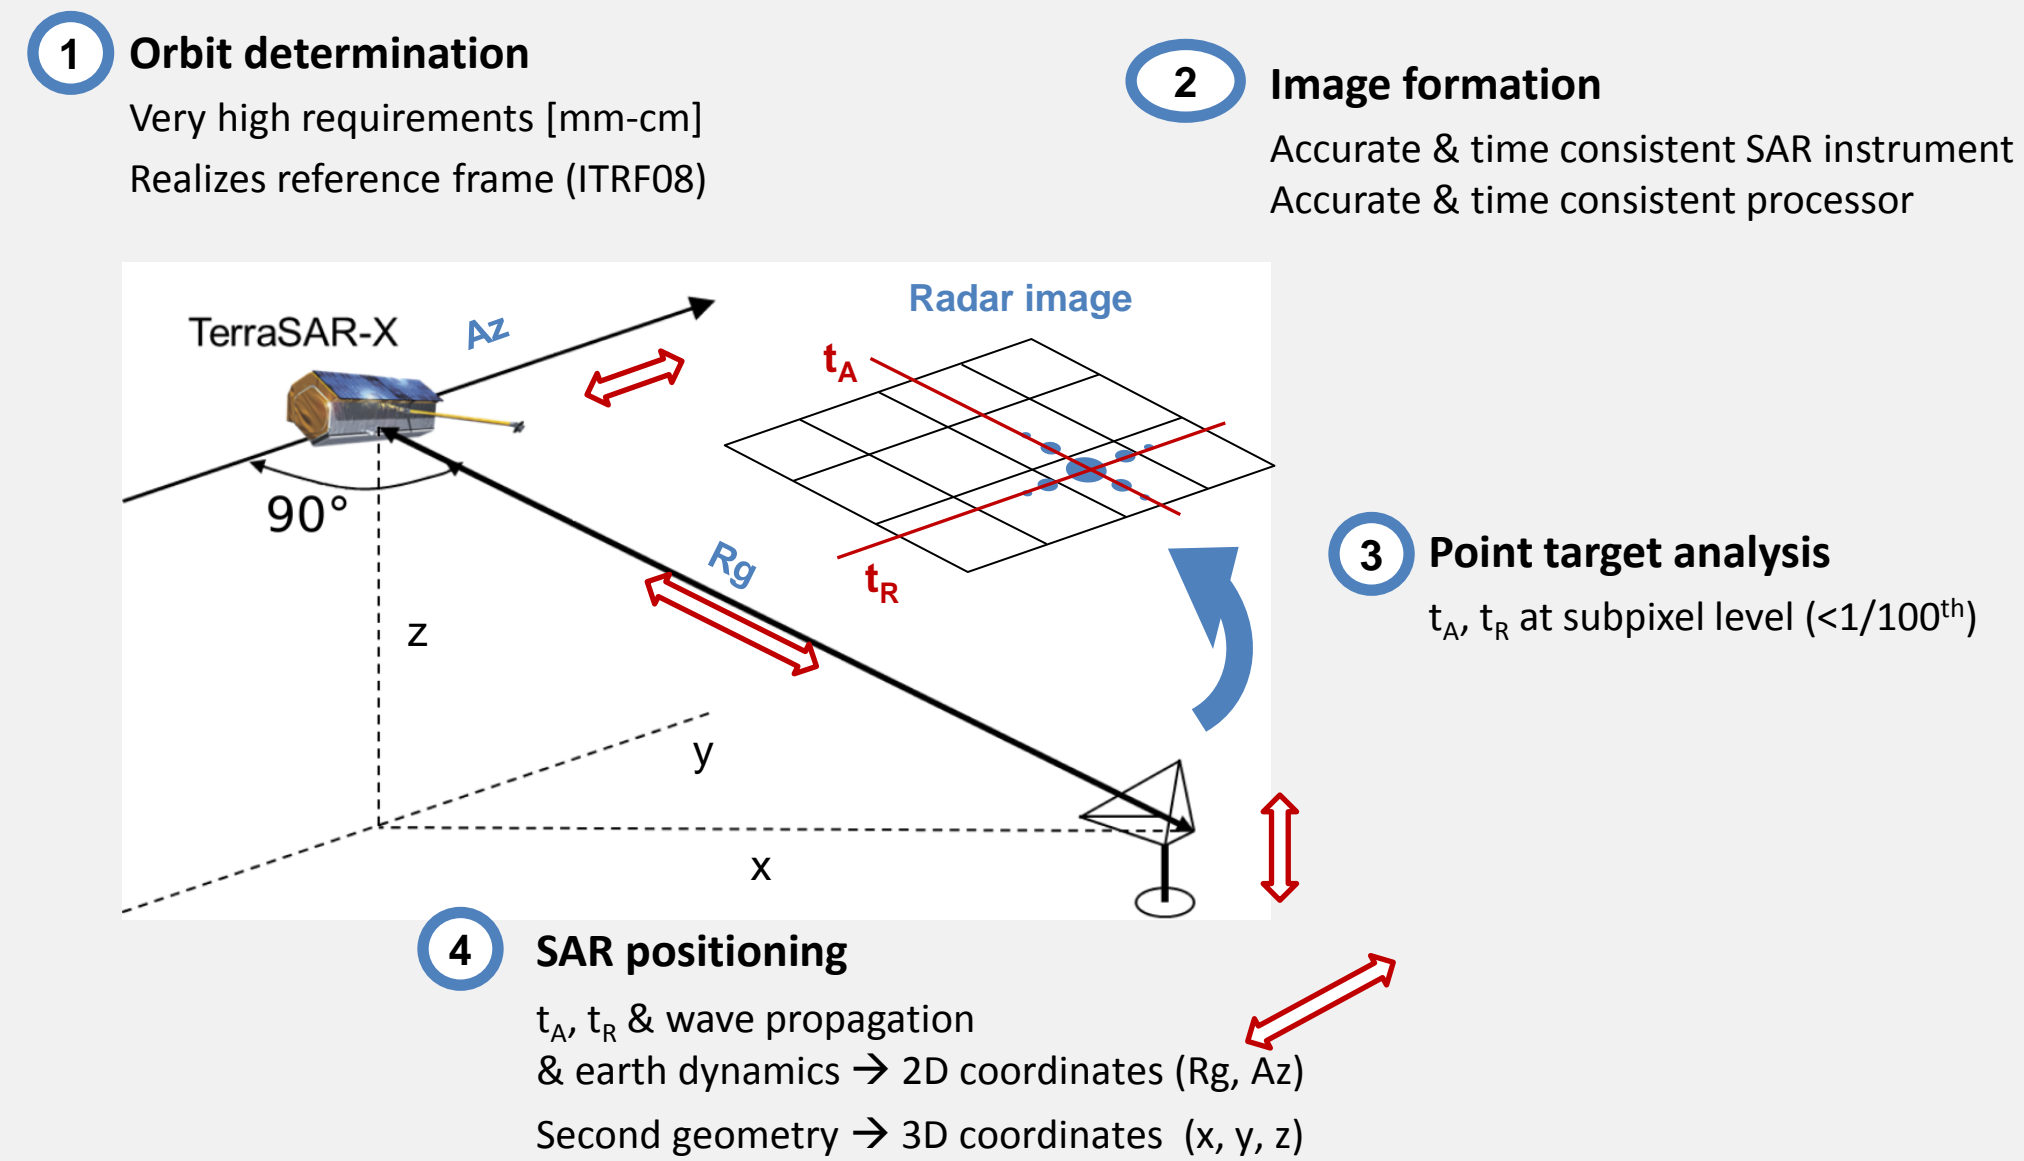 1 Orbit determination
Very high requirements [mm-cm]
Realizes reference frame (ITRF08)
2 Image formation
Accurate & time consistent SAR instrument
Accurate & time consistent processor
TerraSAR-X
Az
Radar image
tA
90°
Rg
tR
z
y
x
3 Point target analysis
tA, tR at subpixel level (<1/100th)
4 SAR positioning
tA, tR & wave propagation
& earth dynamics → 2D coordinates (Rg, Az)
Second geometry → 3D coordinates (x, y, z)